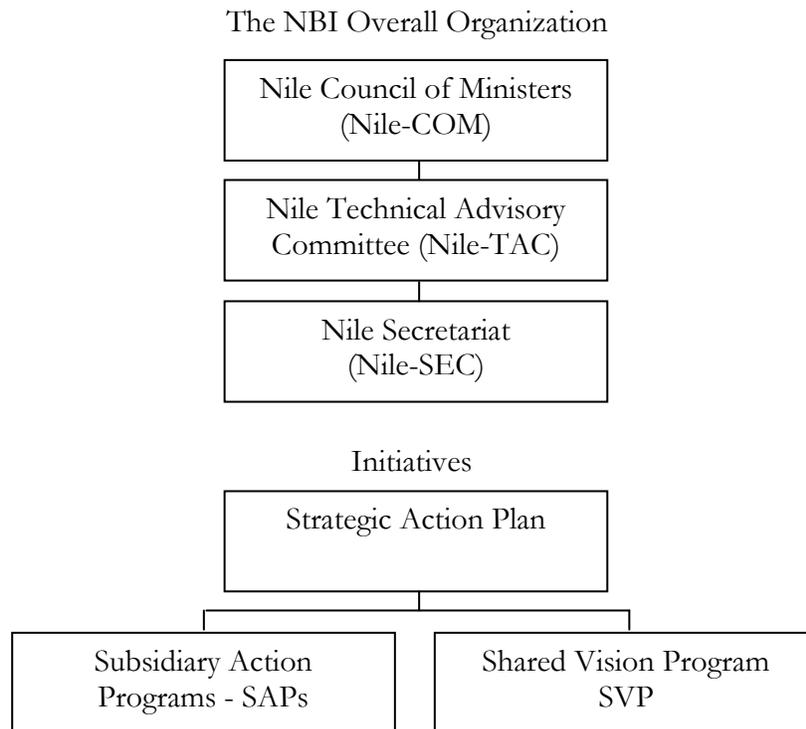 The NBI Overall Organization
Nile Council of Ministers
(Nile-COM)
Nile Technical Advisory
Committee (Nile-TAC)
Nile Secretariat
(Nile-SEC)
Initiatives
Strategic Action Plan
Subsidiary Action
Programs - SAPs
Shared Vision Program
SVP